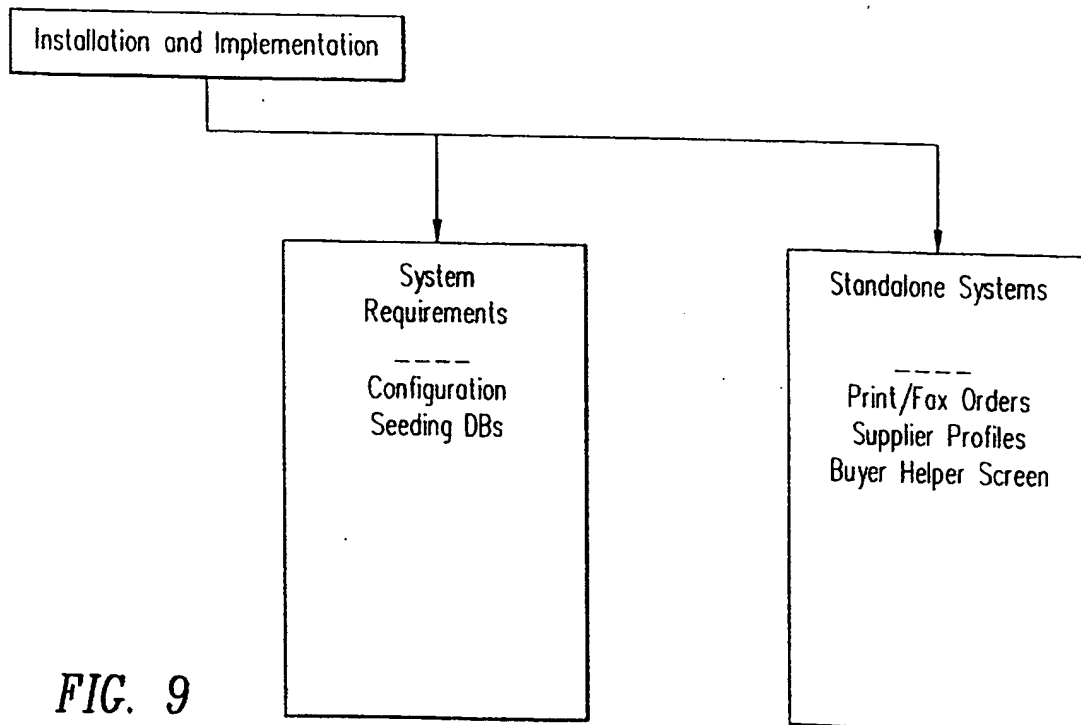 Installation and Implementation
System
Requirements
----
Configuration
Seeding DBs
Standalone Systems
----
Print/Fax Orders
Supplier Profiles
Buyer Helper Screen
FIG. 9